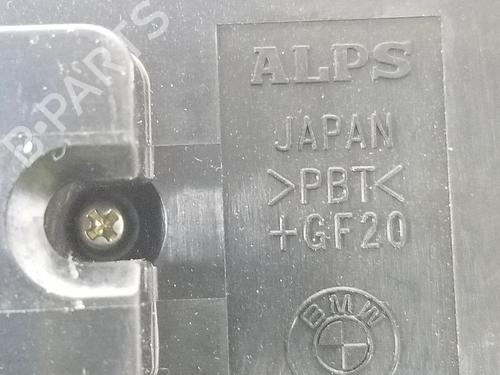 B-PARTS
ALPS
JAPAN
>PBT<
+GF20
BMW